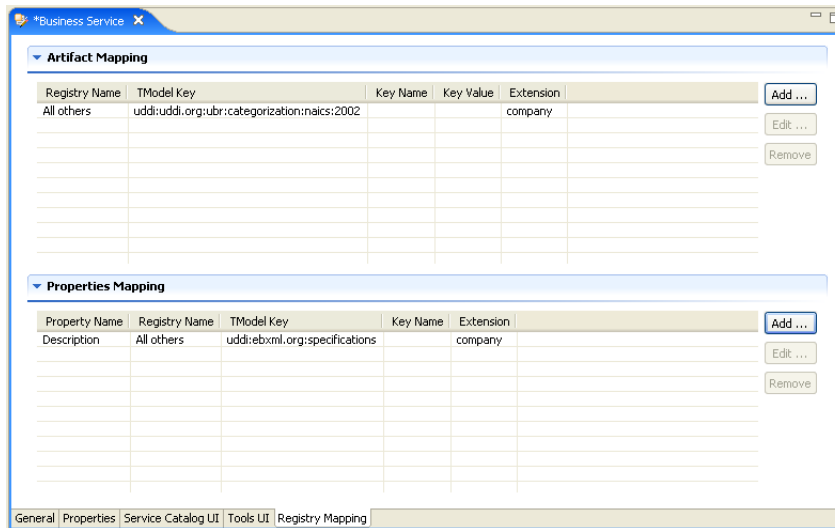 *Business Service
Artifact Mapping
Registry Name TModel Key Key Name Key Value Extension
All others uddi:uddi.org:ubr:categorization:naics:2002 company
Add ...
Edit ...
Remove
Properties Mapping
Property Name Registry Name TModel Key Key Name Extension
Description All others uddi:ebxml.org:specifications company
Add ...
Edit ...
Remove
General Properties Service Catalog UI Tools UI Registry Mapping